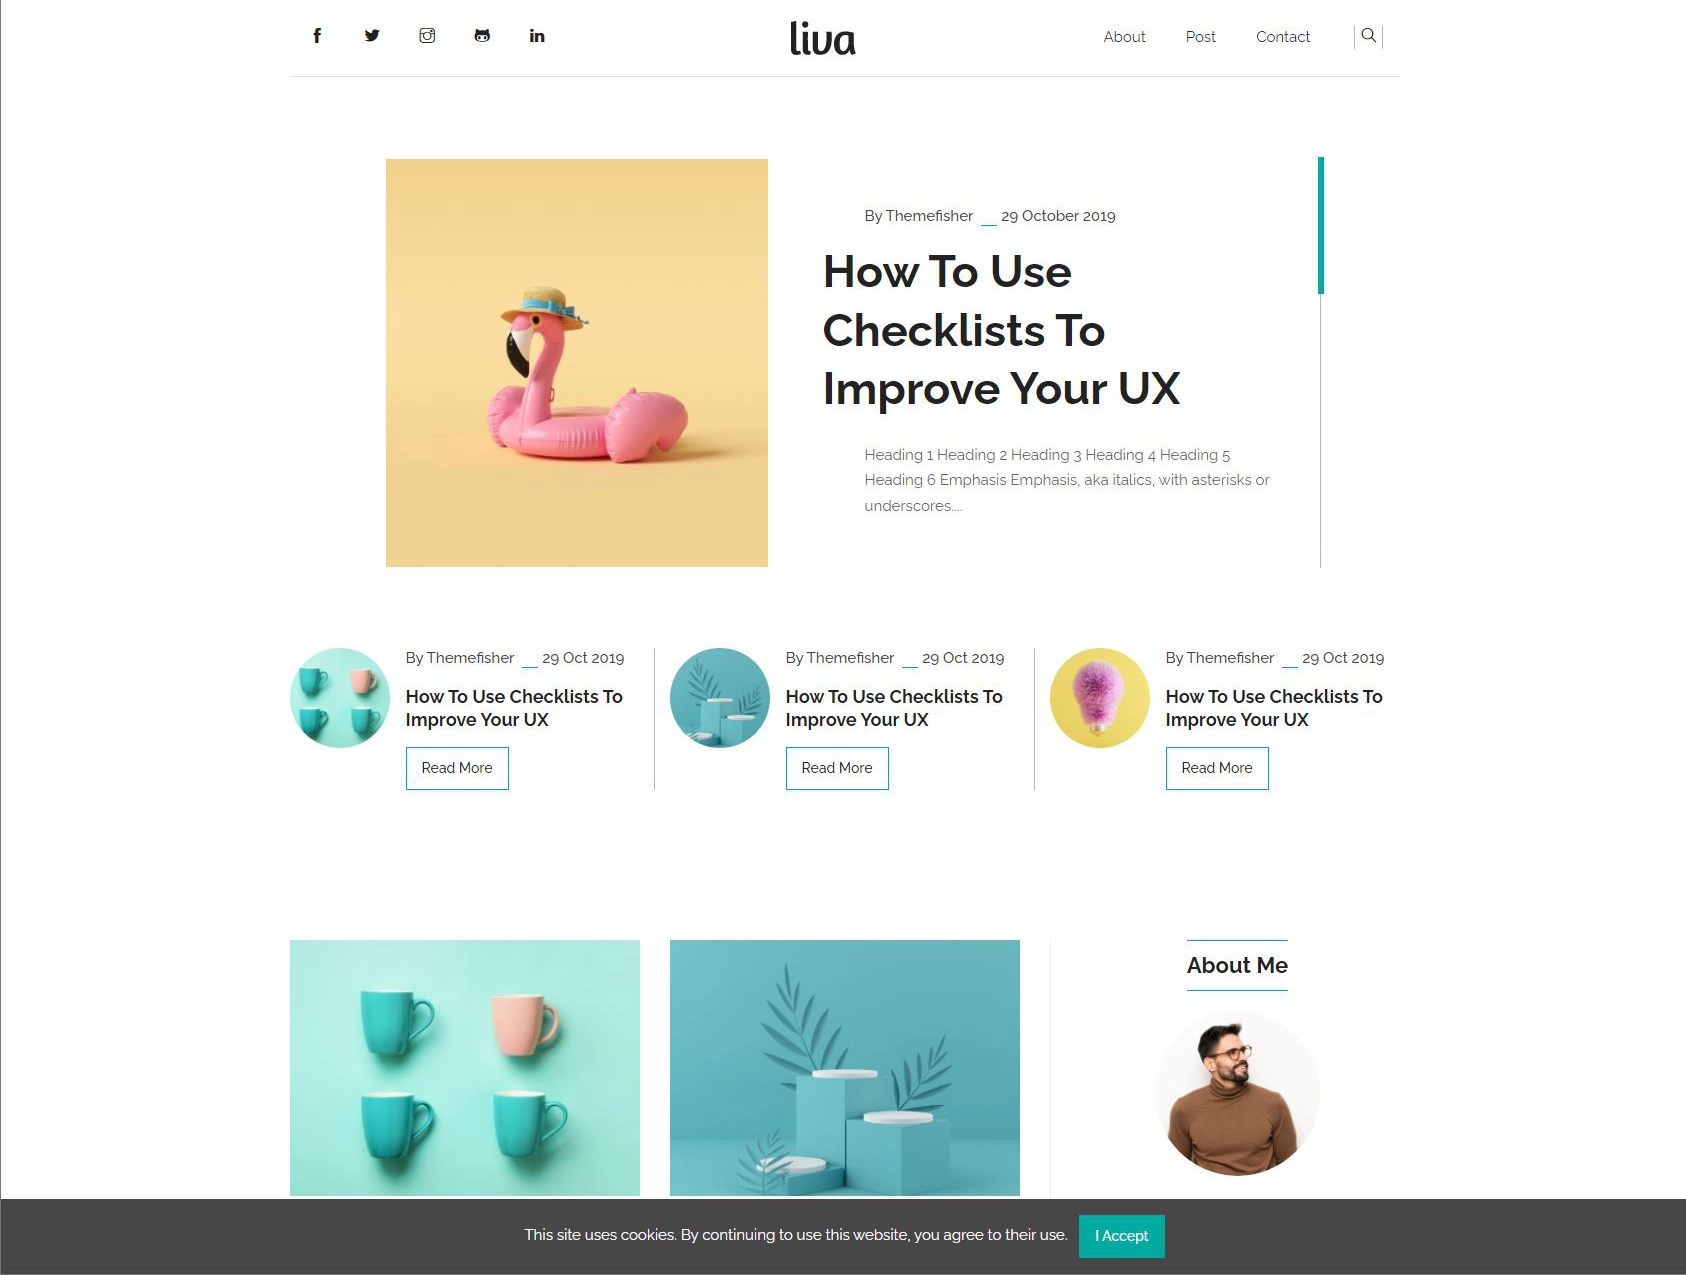 liva
About
Post
Contact
By Themefisher
29 October 2019
How To Use
Checklists To
Improve Your UX
Heading 1 Heading 2 Heading 3 Heading 4 Heading 5
Heading 6 Emphasis Emphasis, aka italics, with asterisks or
underscores....
By Themefisher
29 Oct 2019
How To Use Checklists To
Improve Your UX
Read More
By Themefisher
29 Oct 2019
How To Use Checklists To
Improve Your UX
Read More
By Themefisher
29 Oct 2019
How To Use Checklists To
Improve Your UX
Read More
About Me
This site uses cookies. By continuing to use this website, you agree to their use.
I Accept